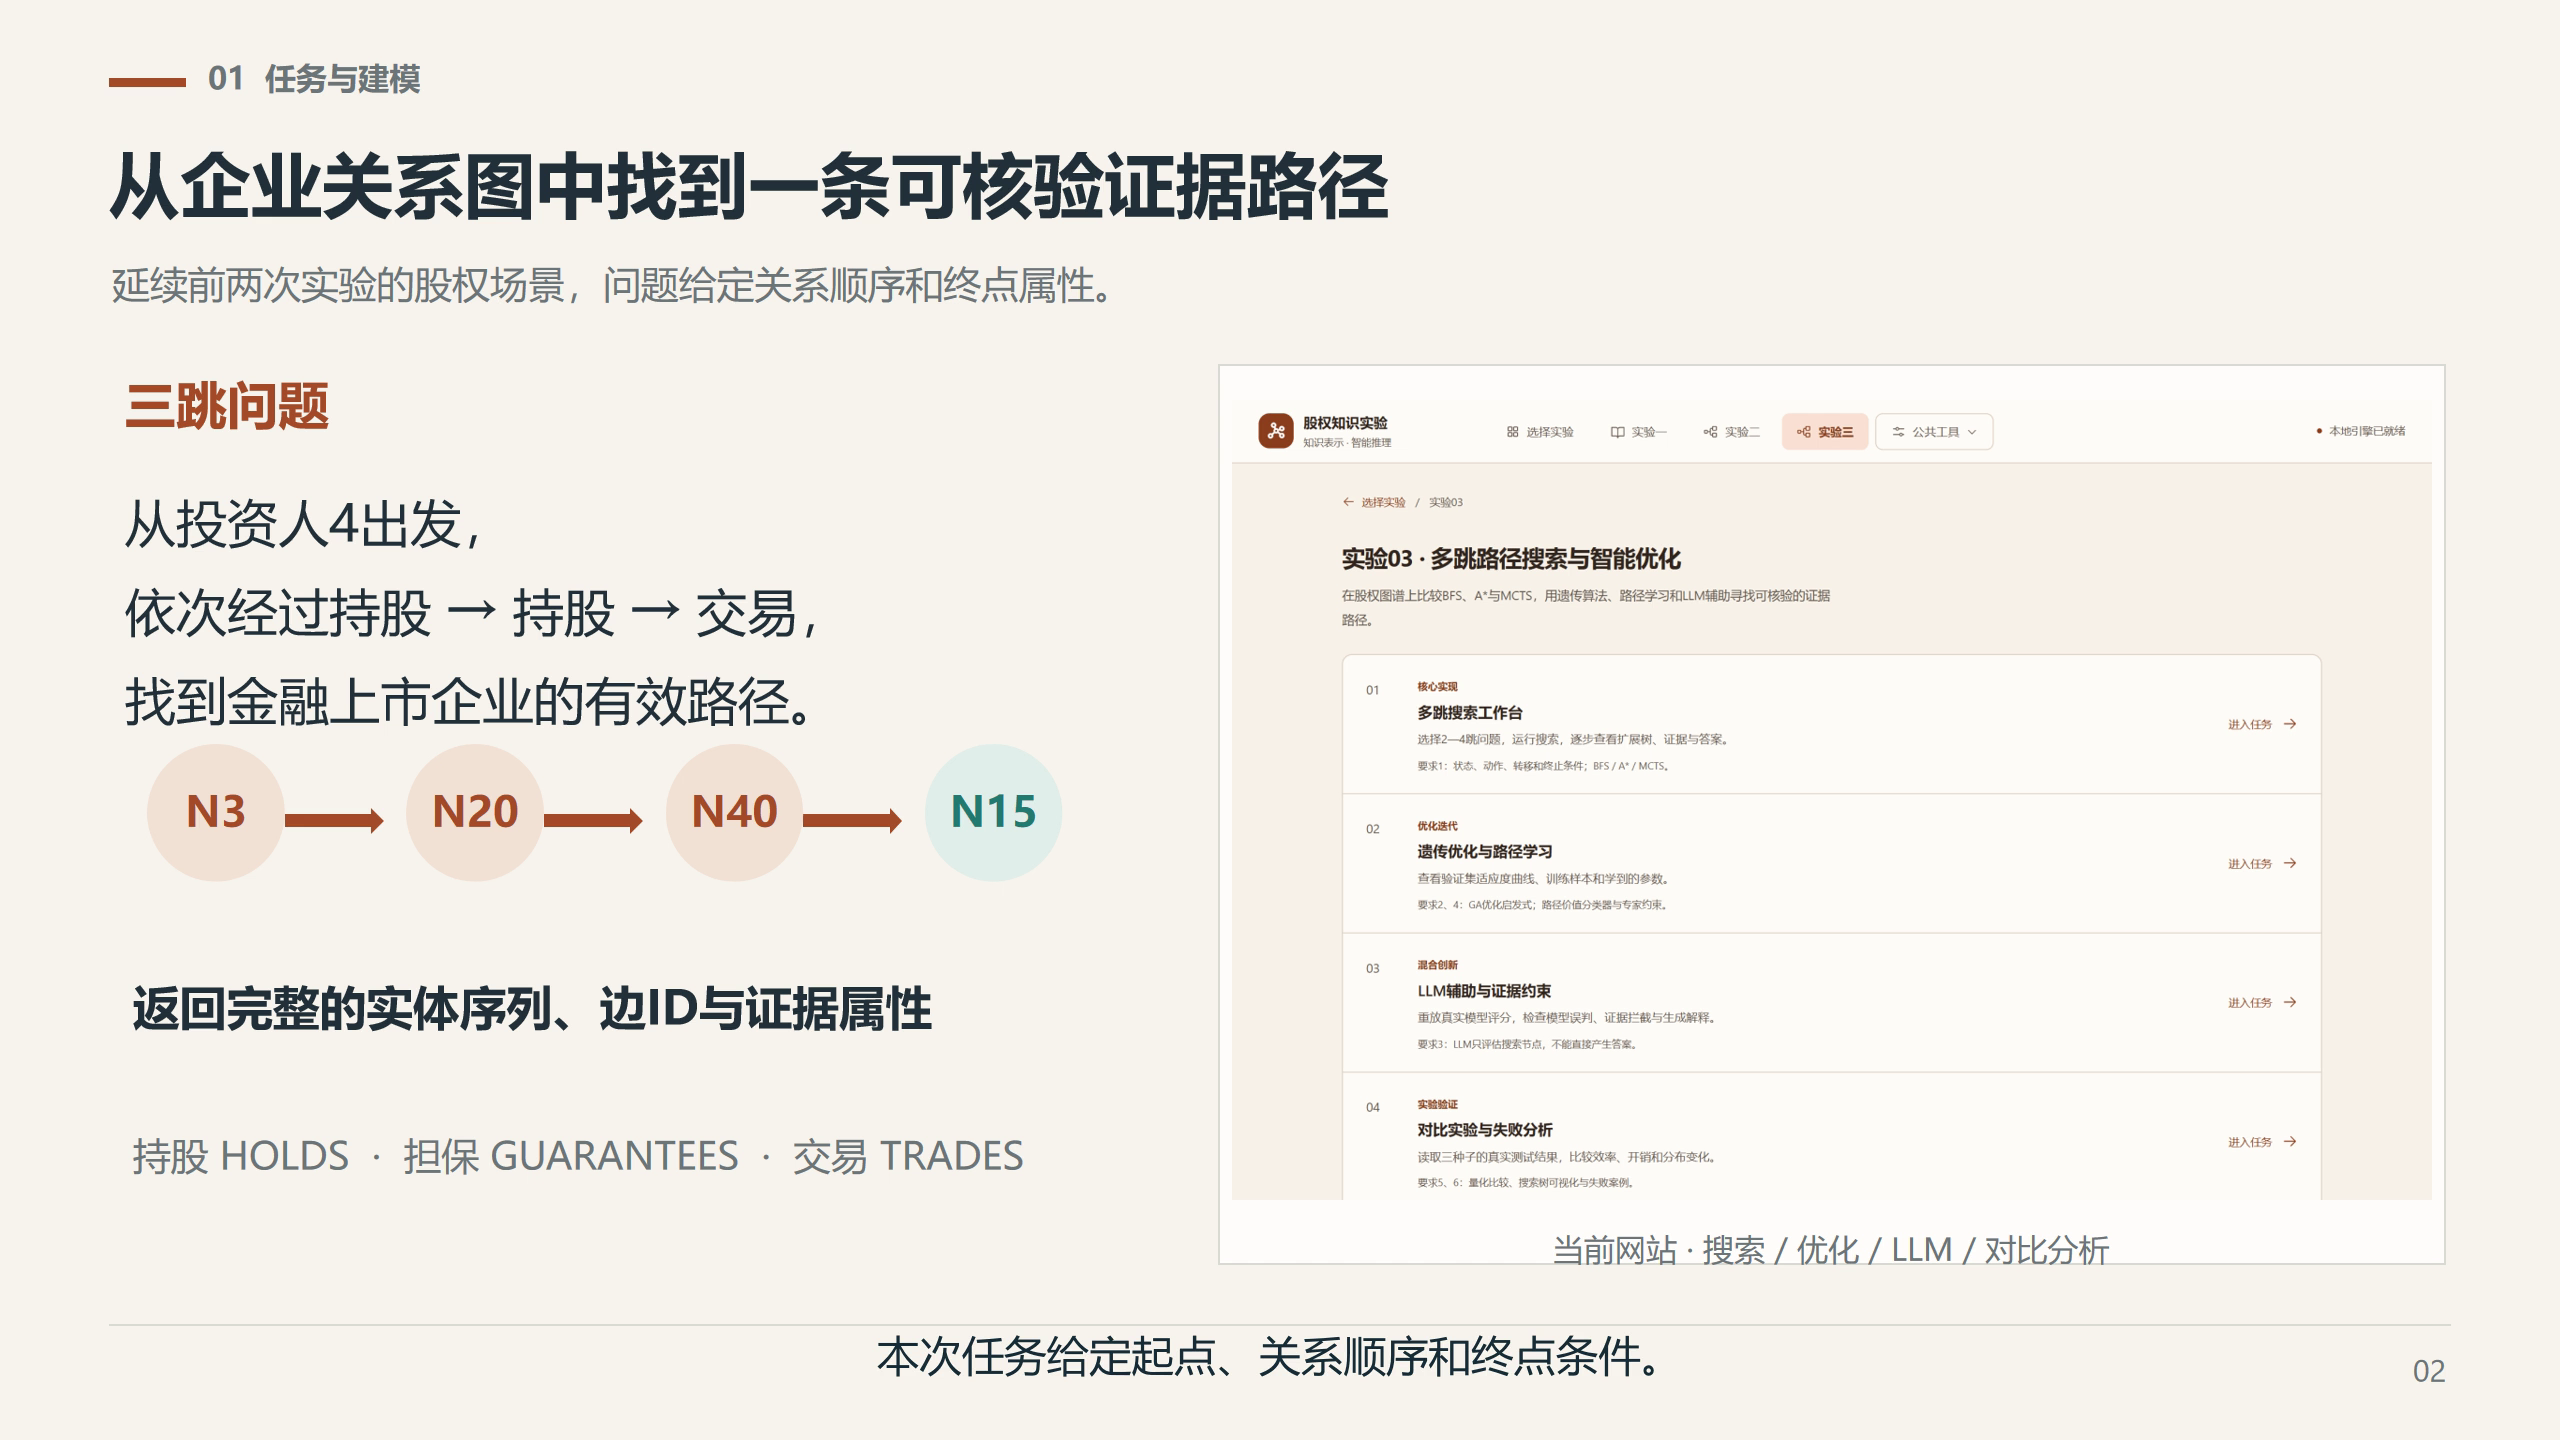 01 任务与建模
从企业关系图中找到一条可核验证据路径
延续前两次实验的股权场景，问题给定关系顺序和终点属性。
三跳问题
从投资人4出发，
依次经过持股 → 持股 → 交易，
找到金融上市企业的有效路径。
N3 N20 N40 N15
返回完整的实体序列、边ID与证据属性
持股 HOLDS · 担保 GUARANTEES · 交易 TRADES
股权知识实验
知识表示 · 智能推理
选择实验 实验一 实验二 实验三 公共工具
本地引擎已就绪
← 选择实验 / 实验03
实验03 · 多跳路径搜索与智能优化
在股权图谱上比较BFS、A*与MCTS，用遗传算法、路径学习和LLM辅助寻找可核验的证据
路径。
01
核心实现
多跳搜索工作台
选择2—4跳问题，运行搜索，逐步查看扩展树、证据与答案。
要求1：状态、动作、转移和终止条件；BFS / A* / MCTS。
进入任务 →
02
优化迭代
遗传优化与路径学习
查看验证集适应度曲线、训练样本和学到的参数。
要求2、4：GA优化启发式；路径价值分类器与专家约束。
进入任务 →
03
混合创新
LLM辅助与证据约束
重放真实模型评分，检查模型误判、证据拦截与生成解释。
要求3：LLM只评估搜索节点，不能直接产生答案。
进入任务 →
04
实验验证
对比实验与失败分析
读取三种子的真实测试结果，比较效率、开销和分布变化。
要求5、6：量化比较、搜索树可视化与失败案例。
进入任务 →
当前网站 · 搜索 / 优化 / LLM / 对比分析
本次任务给定起点、关系顺序和终点条件。
02